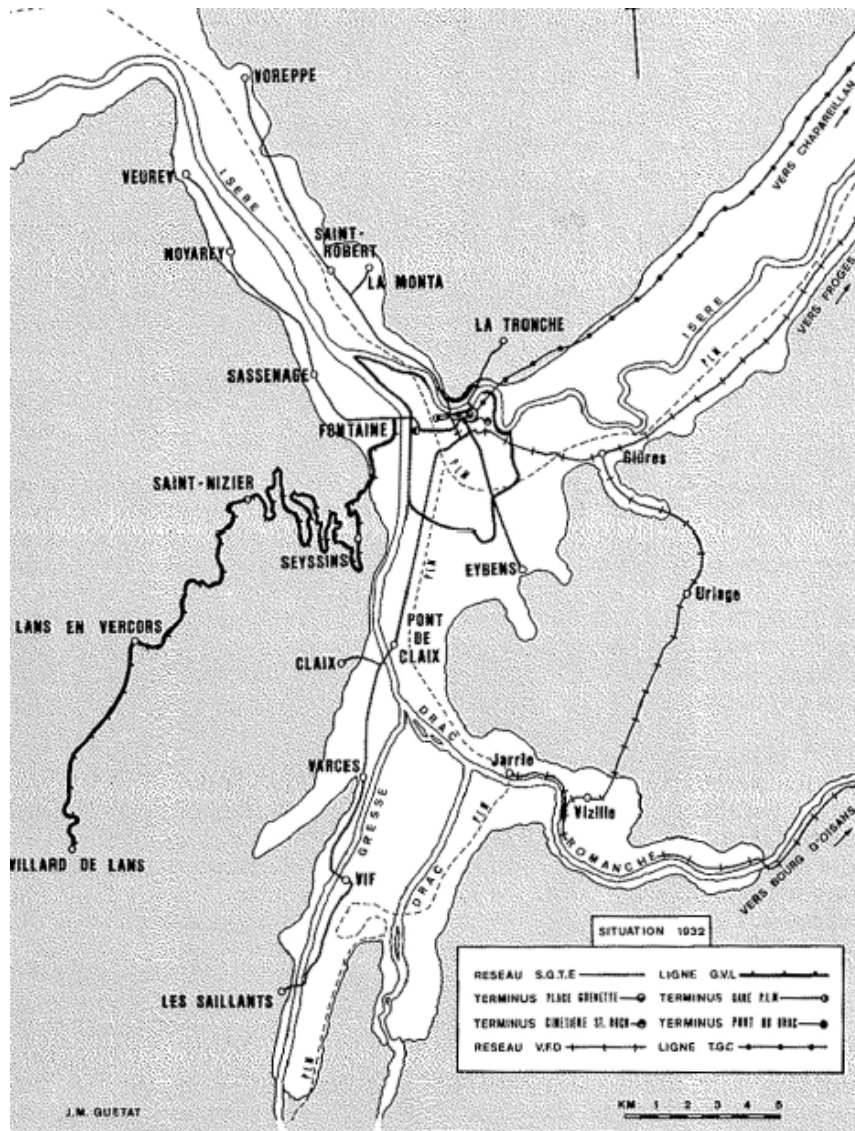 VOREPPE
VEUREY
ISERE
NOYAREY
SAINT-
ROBERT
LA MONTA
VERS CHAPAREILLAN
VERS FROGES
LA TRONCHE
ISERE
P.L.M
SASSENAGE
FONTAINE
P.L.M
Gières
SAINT-NIZIER
SEYSSINS
P.L.M
EYBENS
Uriage
LANS EN VERCORS
PONT
DE
CLAIX
CLAIX
DRAC
VARCES
Jarrie
GRESSE
P.L.M
Vizille
ROMANCHE
VILLARD DE LANS
VIF
DRAC
VERS BOURG D'OISANS
LES SAILLANTS
P.L.M
SITUATION 1932
RESEAU S.G.T.E
LIGNE G.V.L
TERMINUS PLACE GRENETTE
TERMINUS GARE P.L.M
TERMINUS CIMETIÈRE ST. ROCH
TERMINUS PONT DU DRAC
RESEAU V.F.D
LIGNE T.G.C
J.M. GUETAT
KM 1 2 3 4 5